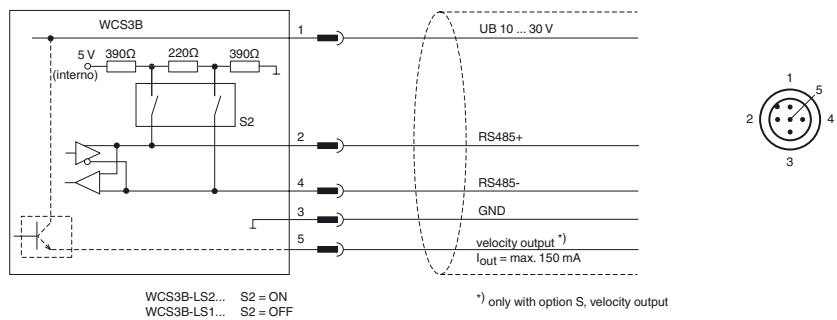 WCS3B
1
UB 10 ... 30 V
5 V
390Ω
220Ω
390Ω
(interno)
S2
2
RS485+
4
RS485-
3
GND
5
velocity output *)
Iout = max. 150 mA
WCS3B-LS2... S2 = ON
WCS3B-LS1... S2 = OFF
*) only with option S, velocity output
1
5
2
4
3